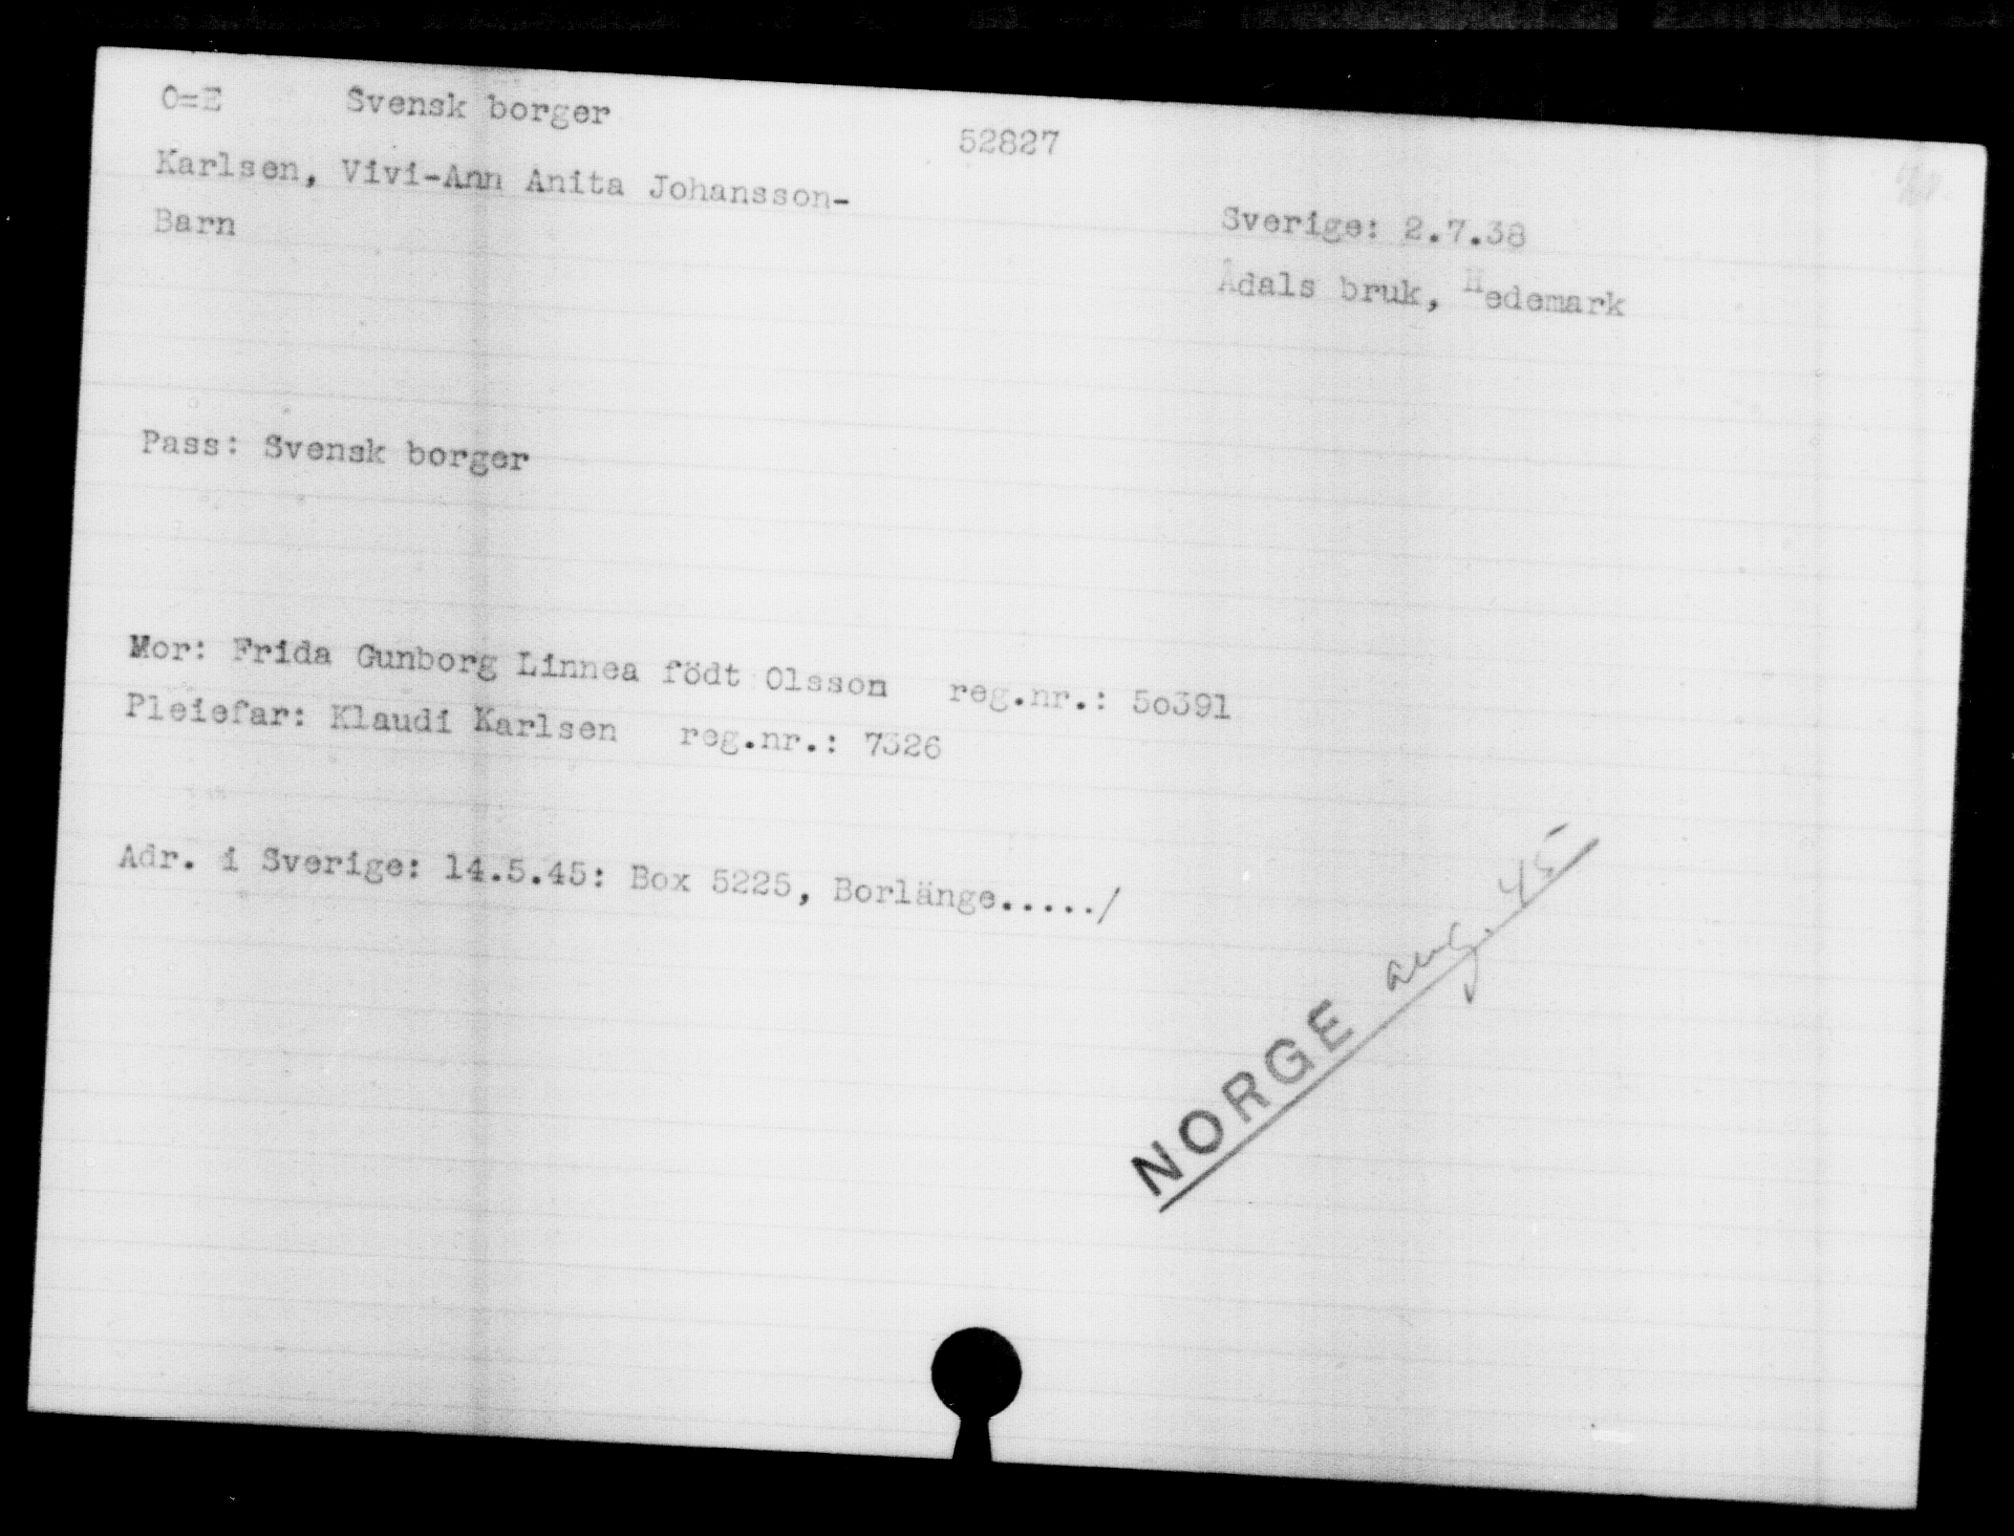 O=E Svensk borger
52827
Karlsen, Vivi-Ann Anita Johansson-
Barn
Sverige: 2.7.38
Ådals bruk, Hedemark
Pass: Svensk borger
Mor: Frida Gunborg Linnea födt Olsson reg.nr.: 5o391
Pleiefar: Klaudi Karlsen reg.nr.: 7326
Adr. i Sverige: 14.5.45: Box 5225, Borlänge...../
NORGE aug. 45